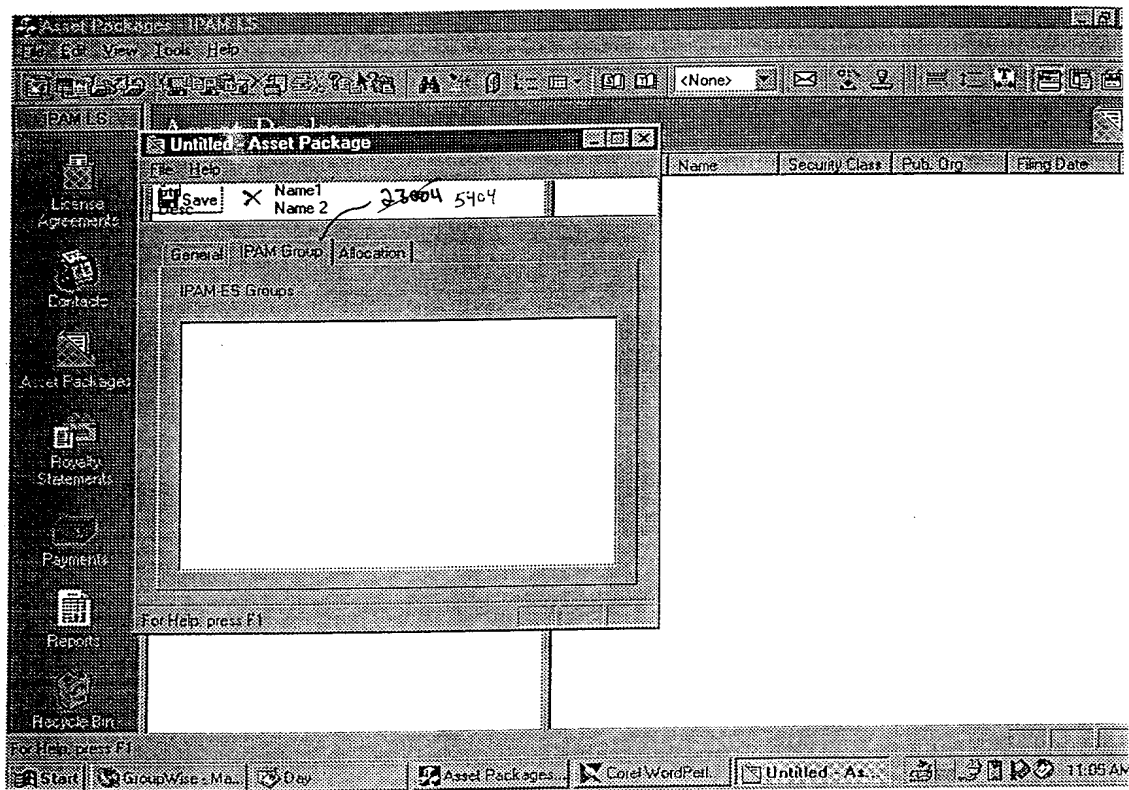 Asset Packages - IPAM-LS
File Edit View Tools Help
<None>
IPAM-LS
Name Security Class Pub. Org Filing Date
Untitled - Asset Package
File Help
Save Name1
Desc Name 2
23004 5404
General IPAM Group Allocation
IPAM-ES Groups
For Help, press F1
License
Agreements
Contacts
Asset Packages
Royalty
Statements
Payments
Reports
Recycle Bin
For Help, press F1
Start GroupWise - Ma... Day Asset Packages... Corel WordPerf... Untitled - As... 11:05 AM